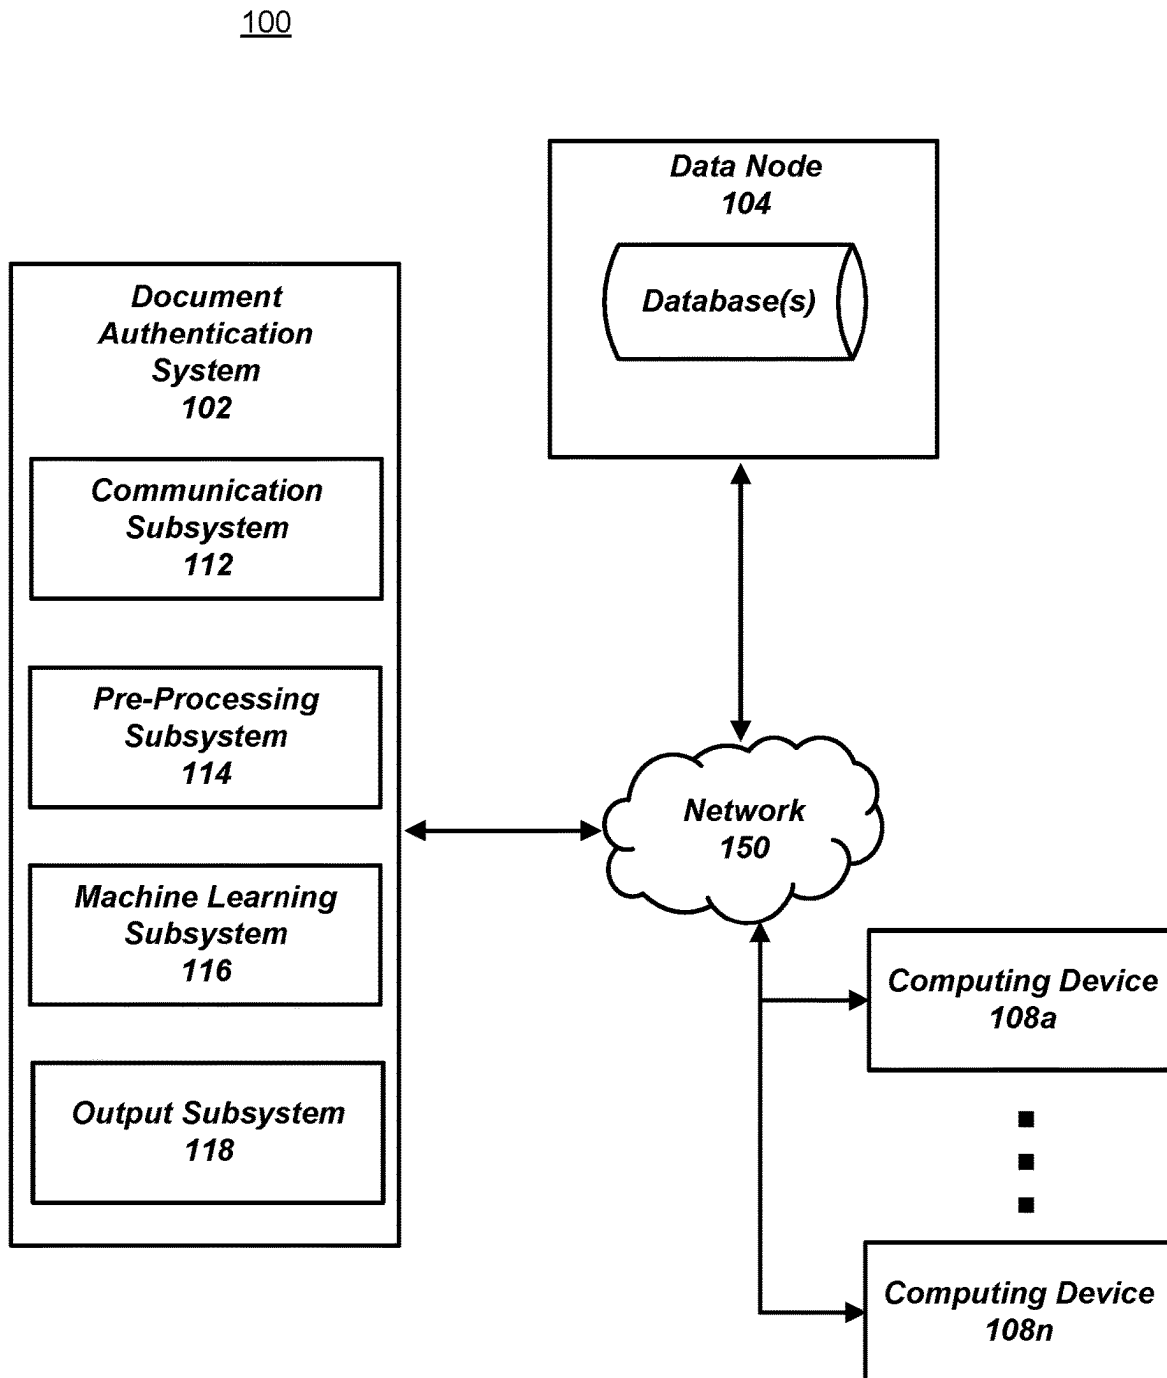 100
Data Node
104
Database(s)
Document
Authentication
System
102
Communication
Subsystem
112
Pre-Processing
Subsystem
114
Machine Learning
Subsystem
116
Output Subsystem
118
Network
150
Computing Device
108a
Computing Device
108n